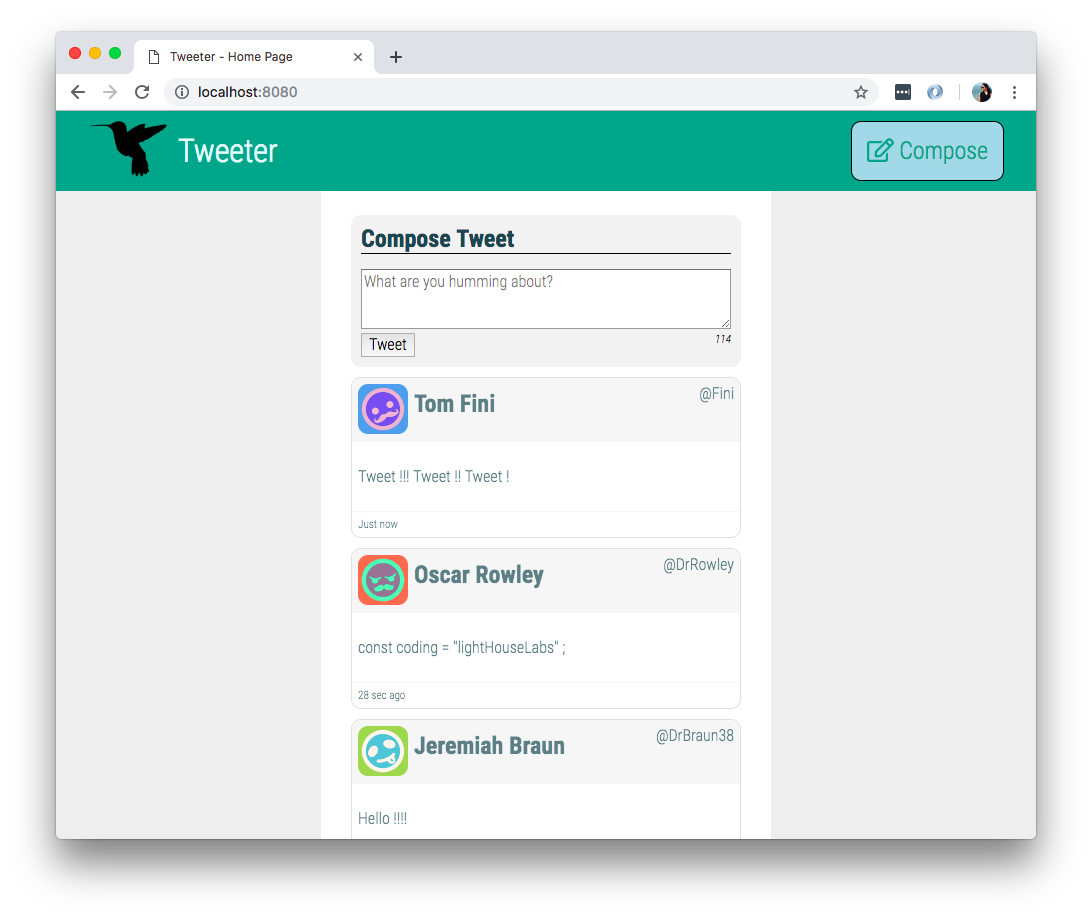 Tweeter - Home Page
localhost:8080
Tweeter
Compose
Compose Tweet
What are you humming about?
Tweet
114
Tom Fini
@Fini
Tweet !!! Tweet !! Tweet !
Just now
Oscar Rowley
@DrRowley
const coding = "lightHouseLabs" ;
28 sec ago
Jeremiah Braun
@DrBraun38
Hello !!!!